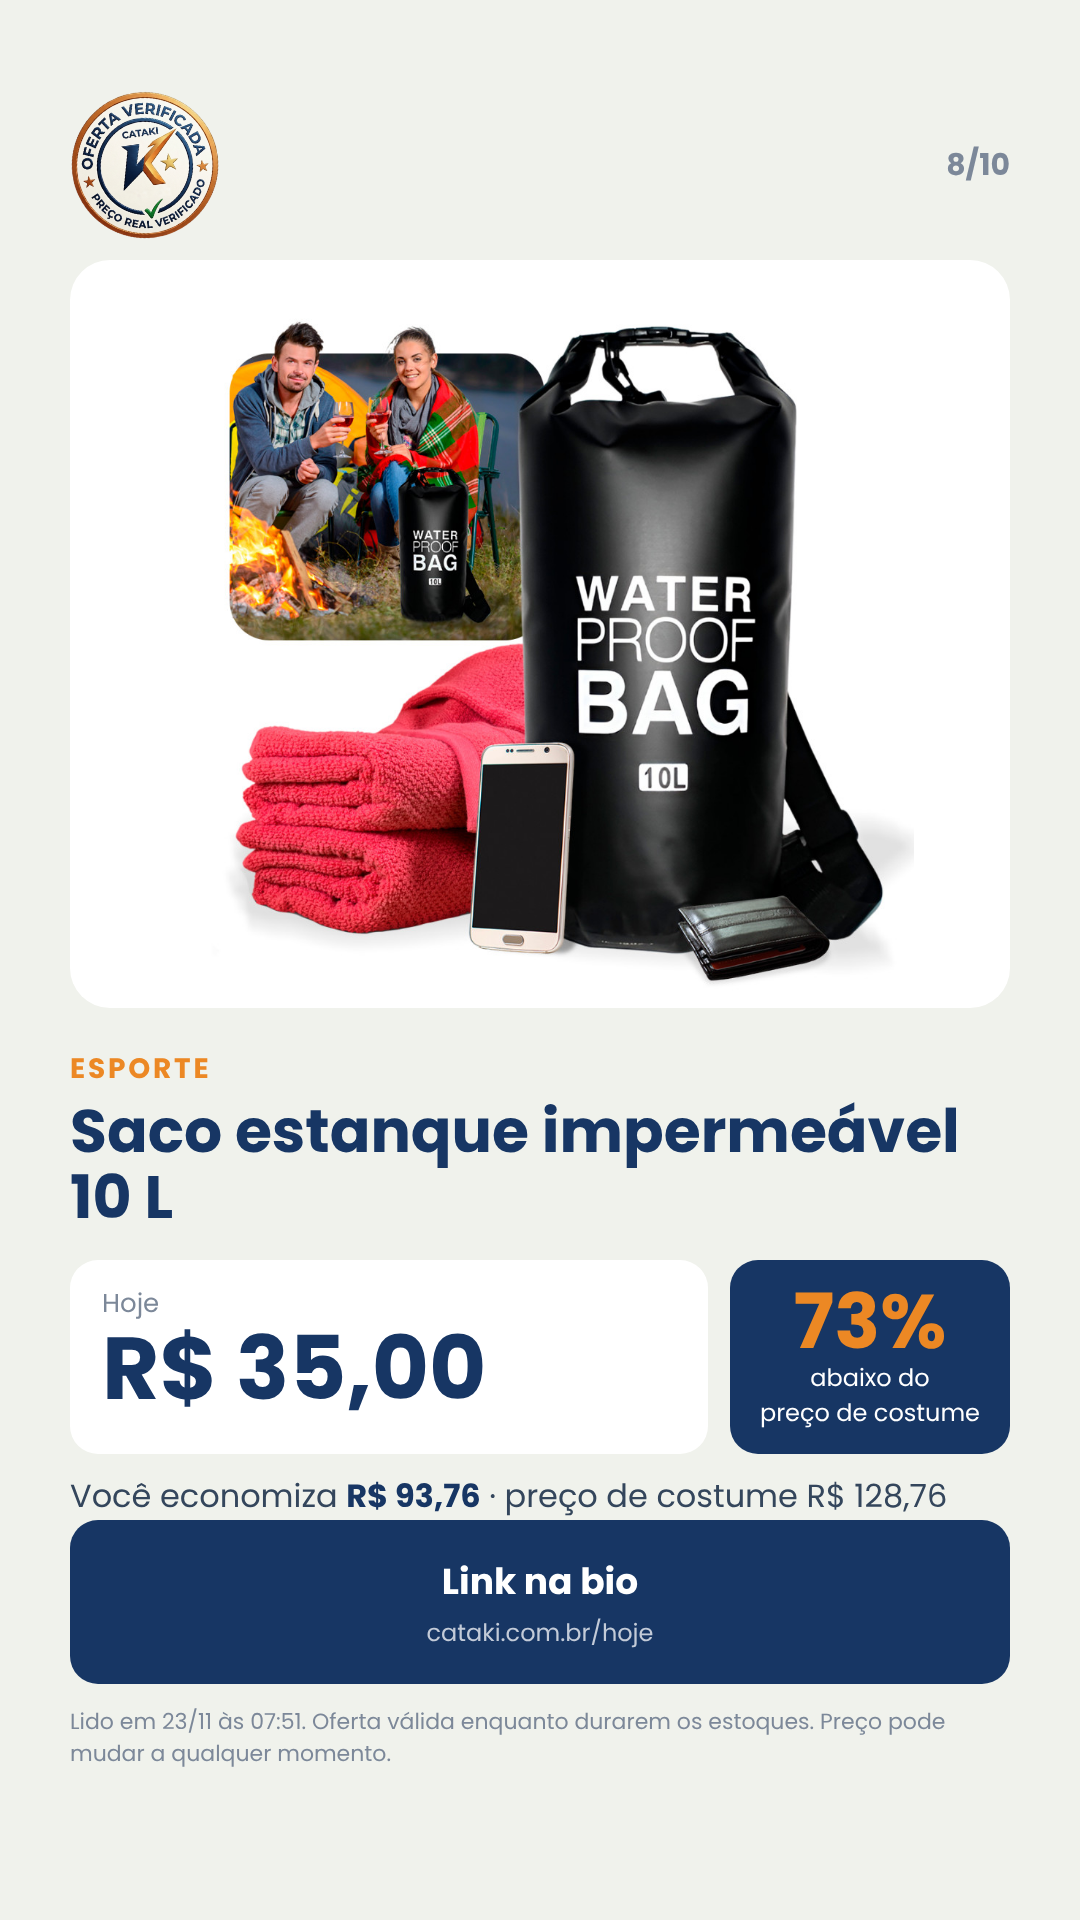 OFERTA VERIFICADA
CATAKI
K
PREÇO REAL VERIFICADO
8/10
WATER
PROOF
BAG
10L
WATER
PROOF
BAG
10L
ESPORTE
Saco estanque impermeável
10 L
Hoje
R$ 35,00
73%
abaixo do
preço de costume
Você economiza R$ 93,76 · preço de costume R$ 128,76
Link na bio
cataki.com.br/hoje
Lido em 23/11 às 07:51. Oferta válida enquanto durarem os estoques. Preço pode
mudar a qualquer momento.